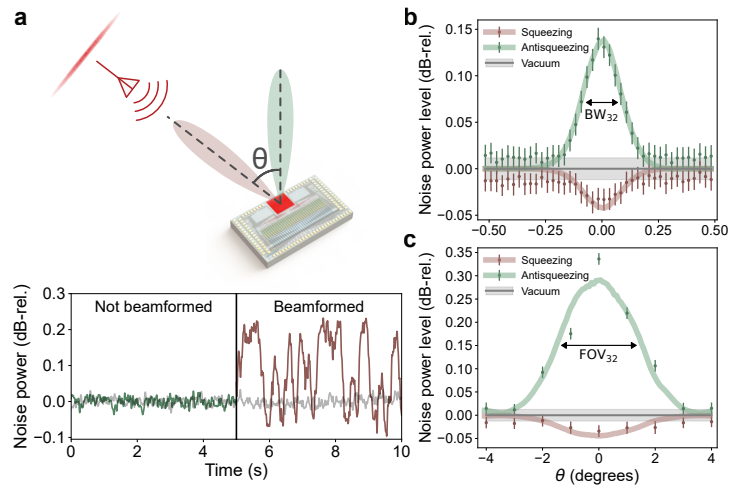 a
θ
Noise power (dB-rel.)
0.3
0.2
0.1
0.0
−0.1
Not beamformed
Beamformed
0
2
4
6
8
10
Time (s)
b
Noise power level (dB-rel.)
0.15
0.10
0.05
0.00
−0.05
Squeezing
Antisqueezing
Vacuum
BW32
−0.50
−0.25
0.00
0.25
0.50
c
Noise power level (dB-rel.)
0.35
0.30
0.25
0.20
0.15
0.10
0.05
0.00
−0.05
Squeezing
Antisqueezing
Vacuum
FOV32
−4
−2
0
2
4
θ (degrees)